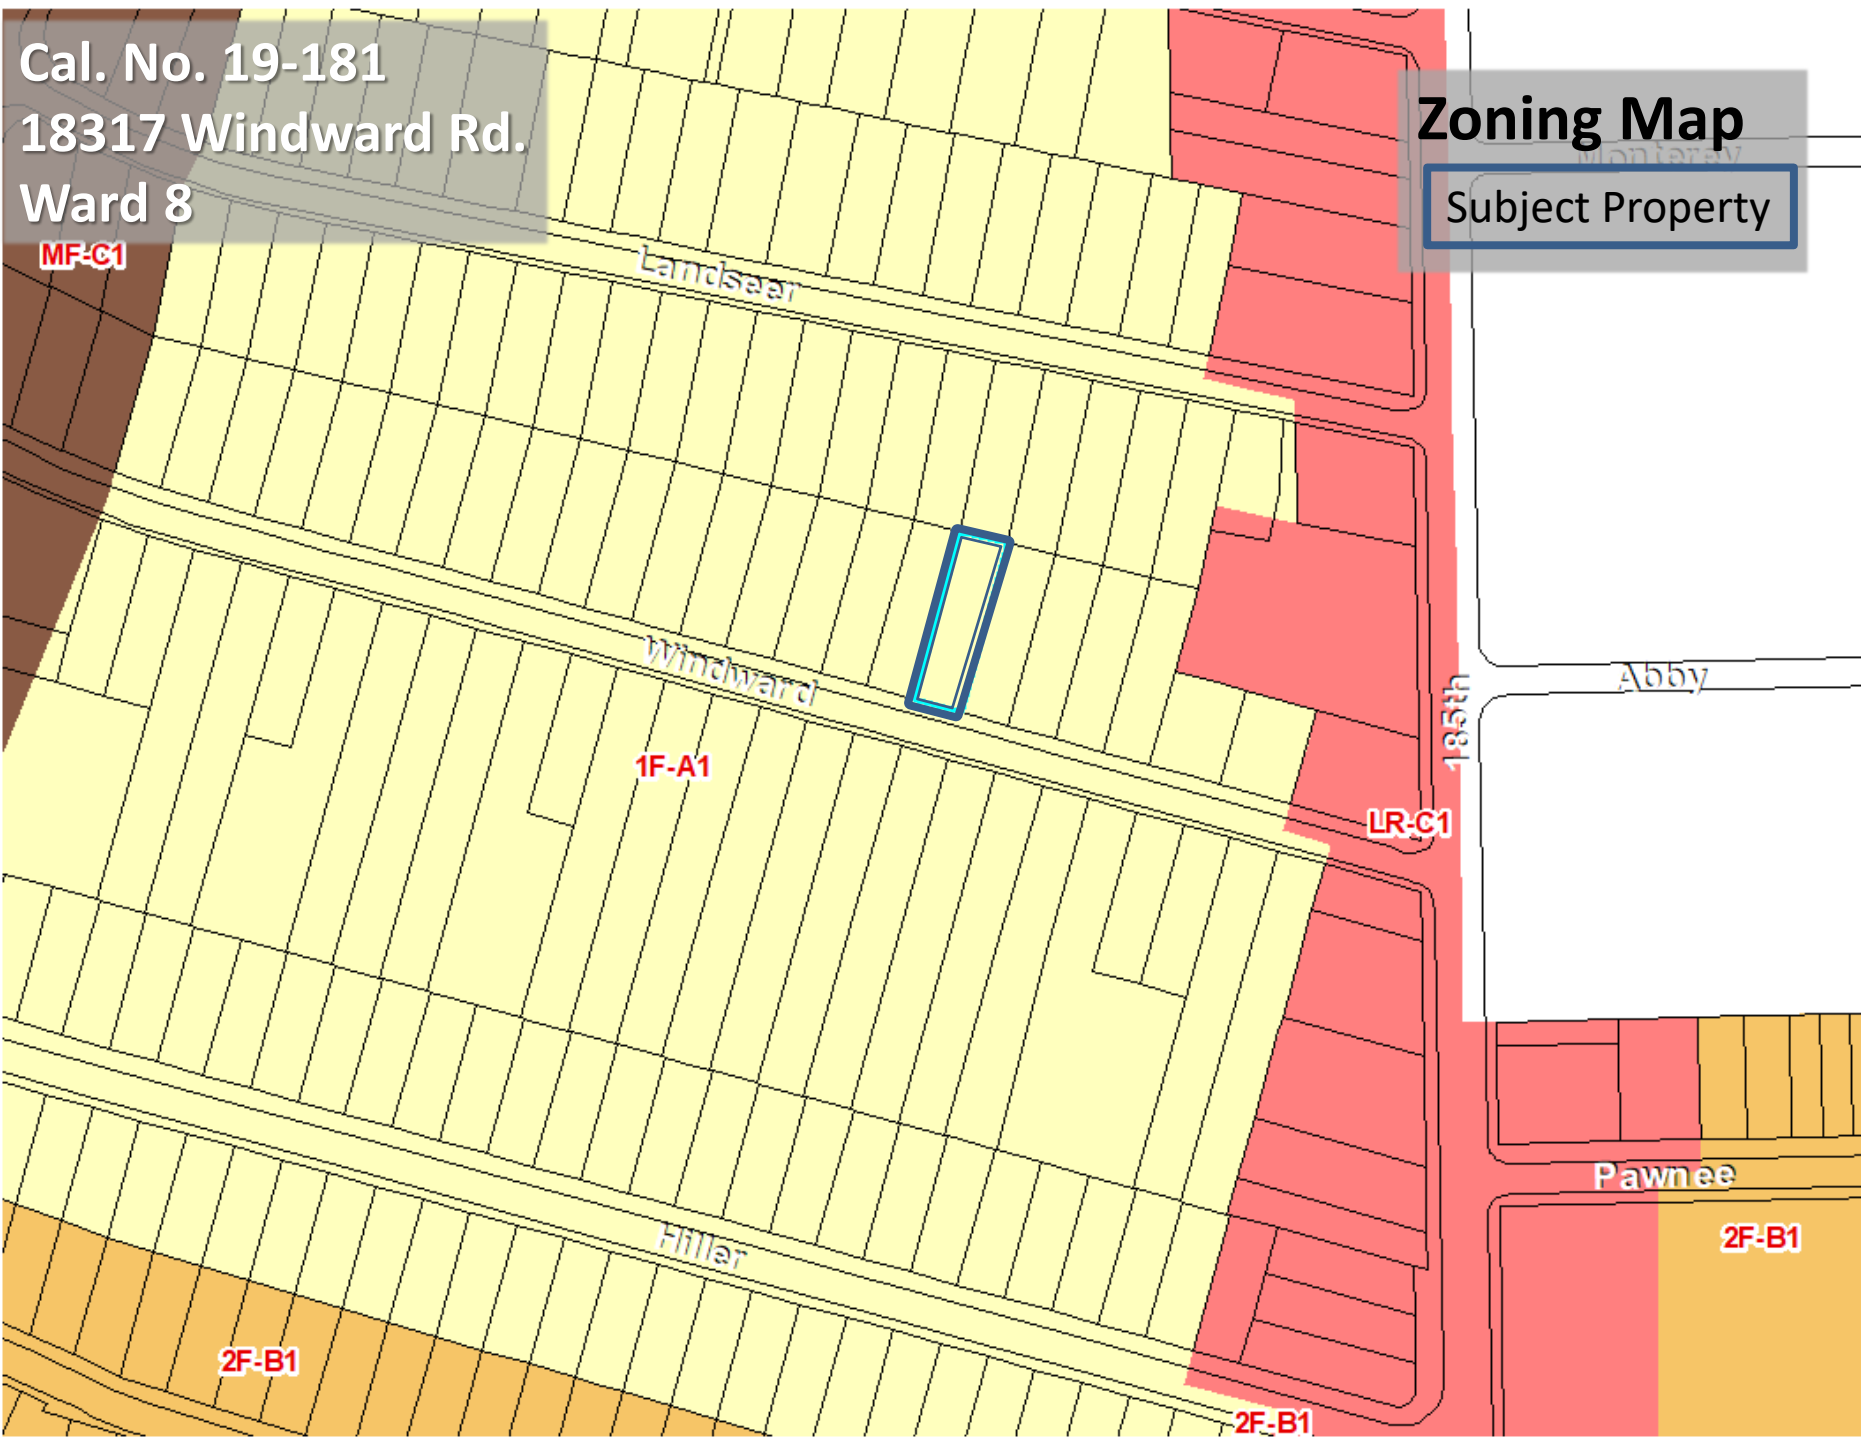 Cal. No. 19-181
18317 Windward Rd.
Ward 8
Zoning Map
Monterey
Subject Property
MF-C1
Landseer
Windward
Abby
185th
1F-A1
LR-C1
Pawnee
2F-B1
Hiller
2F-B1
2F-B1